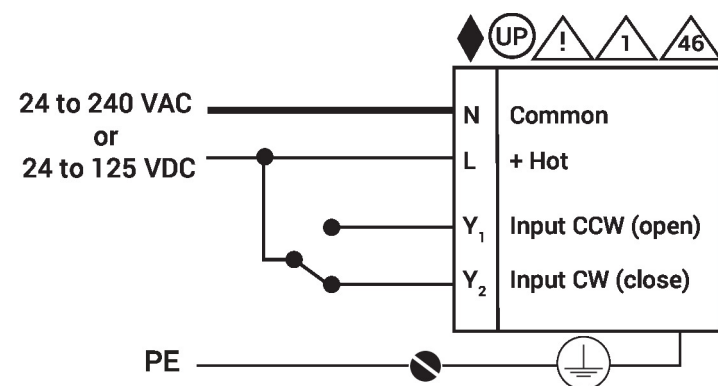 UP ! 1 46
24 to 240 VAC
or
24 to 125 VDC
N Common
L + Hot
Y1 Input CCW (open)
Y2 Input CW (close)
PE